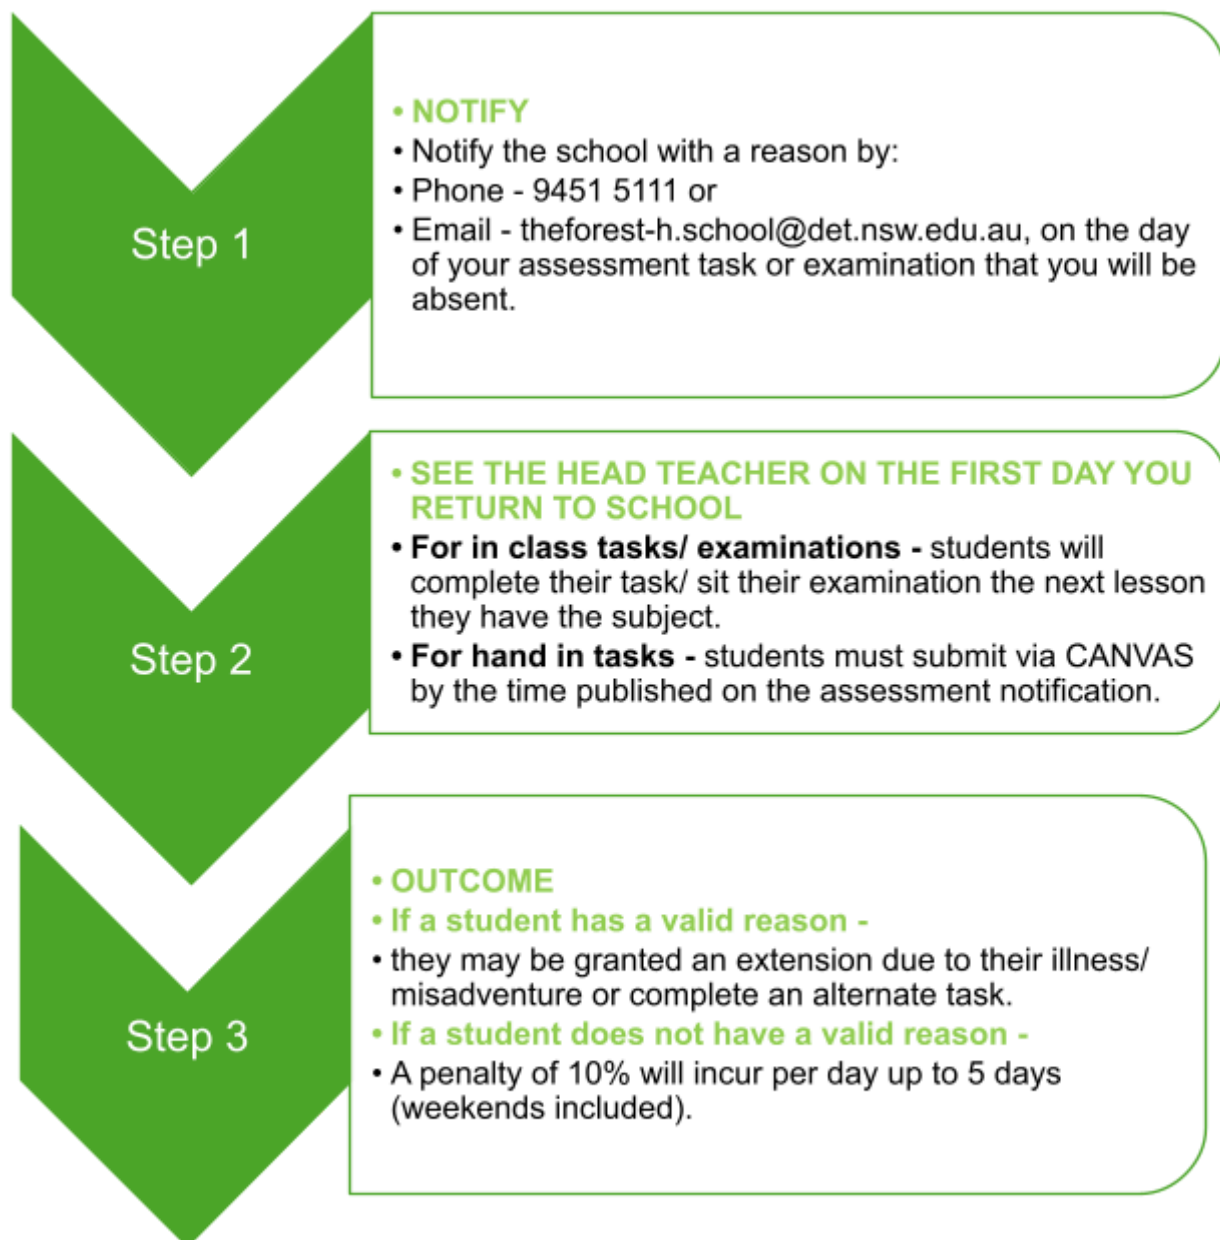 Step 1
• NOTIFY
• Notify the school with a reason by:
• Phone - 9451 5111 or
• Email - theforest-h.school@det.nsw.edu.au, on the day
of your assessment task or examination that you will be
absent.
Step 2
• SEE THE HEAD TEACHER ON THE FIRST DAY YOU
RETURN TO SCHOOL
• For in class tasks/ examinations - students will
complete their task/ sit their examination the next lesson
they have the subject.
• For hand in tasks - students must submit via CANVAS
by the time published on the assessment notification.
Step 3
• OUTCOME
• If a student has a valid reason -
• they may be granted an extension due to their illness/
misadventure or complete an alternate task.
• If a student does not have a valid reason -
• A penalty of 10% will incur per day up to 5 days
(weekends included).